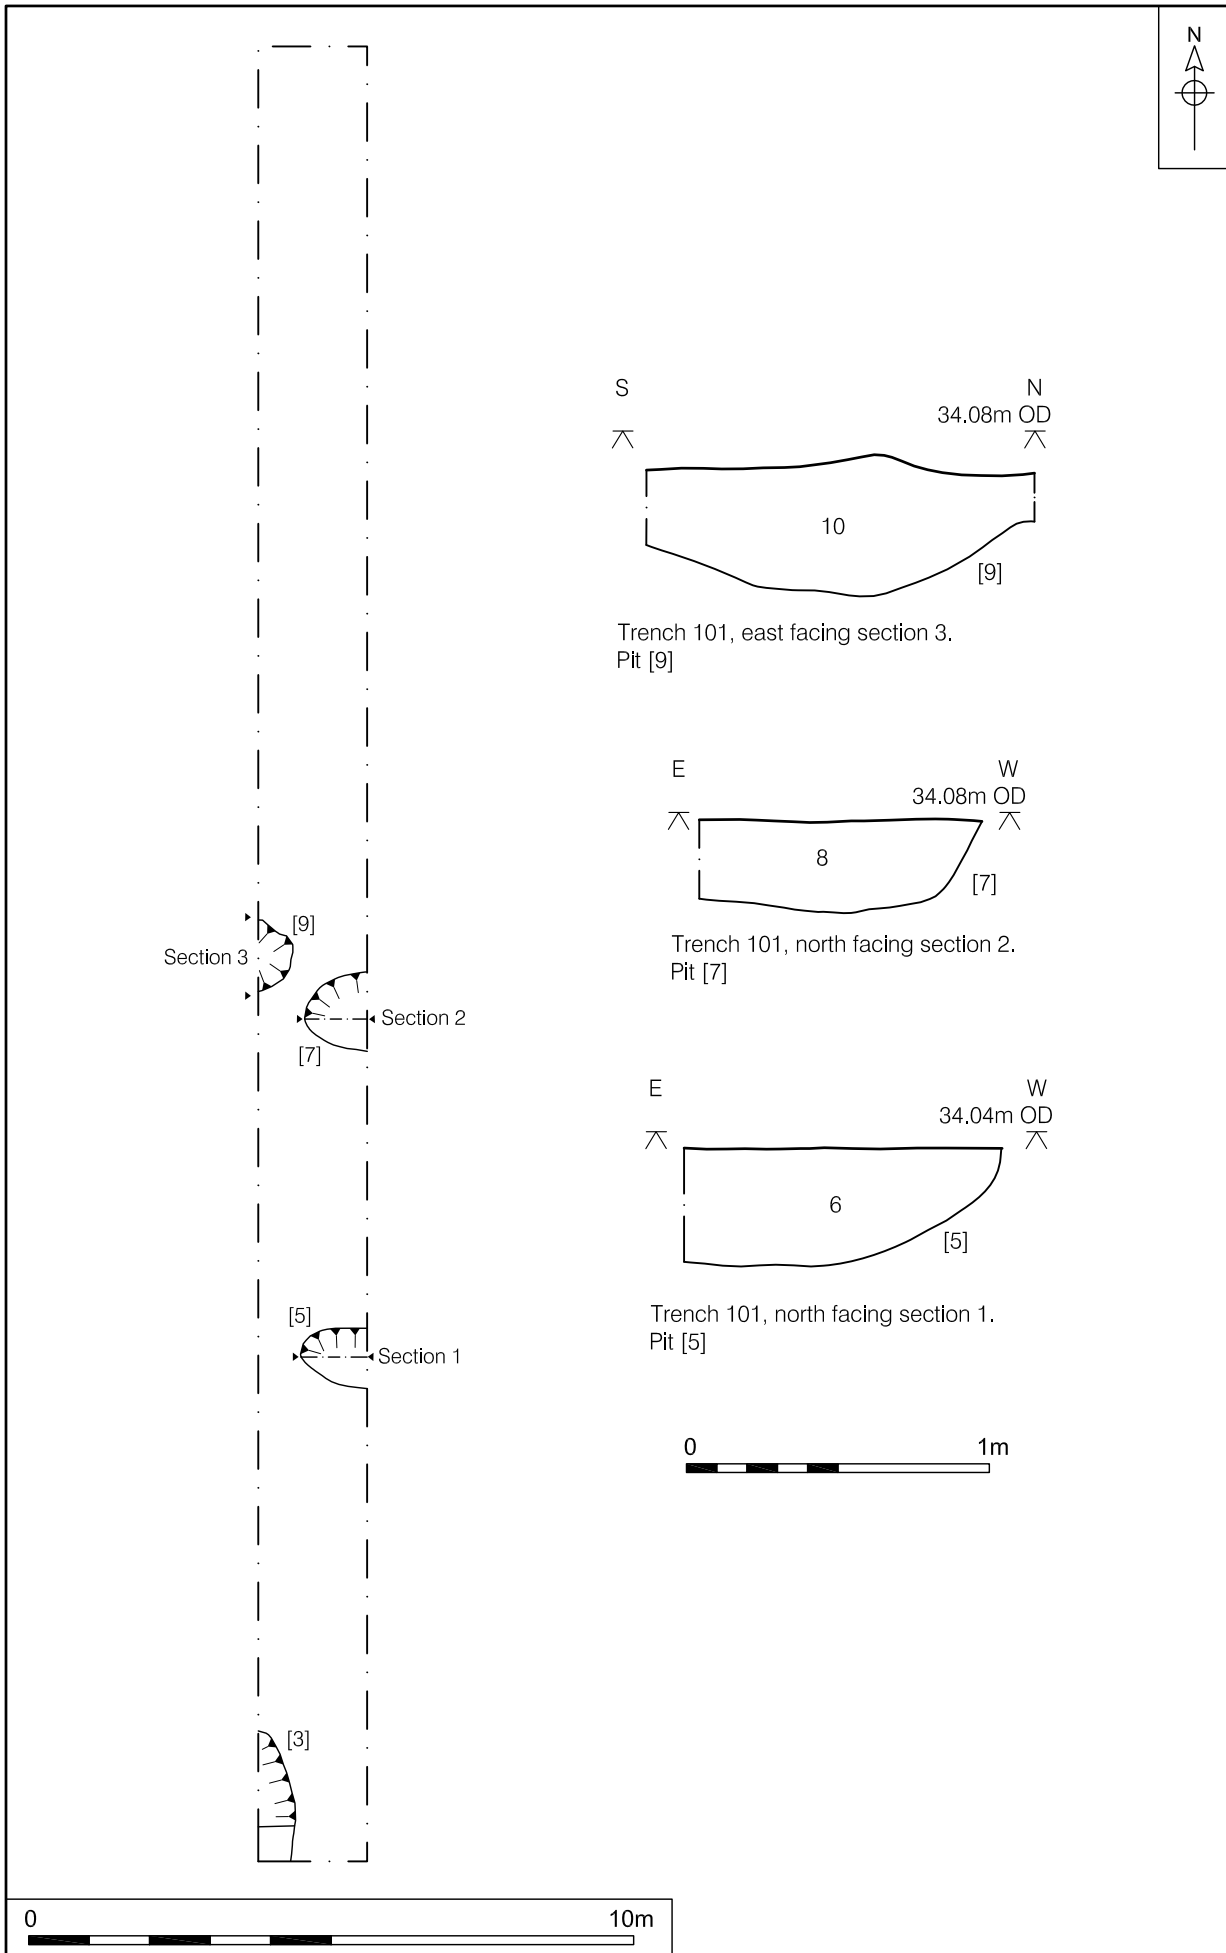 N
S
N
34.08m OD
10
[9]
Trench 101, east facing section 3.
Pit [9]
E
W
34.08m OD
8
[7]
Trench 101, north facing section 2.
Pit [7]
E
W
34.04m OD
6
[5]
Trench 101, north facing section 1.
Pit [5]
0 1m
[9]
Section 3
Section 2
[7]
[5]
Section 1
[3]
0 10m